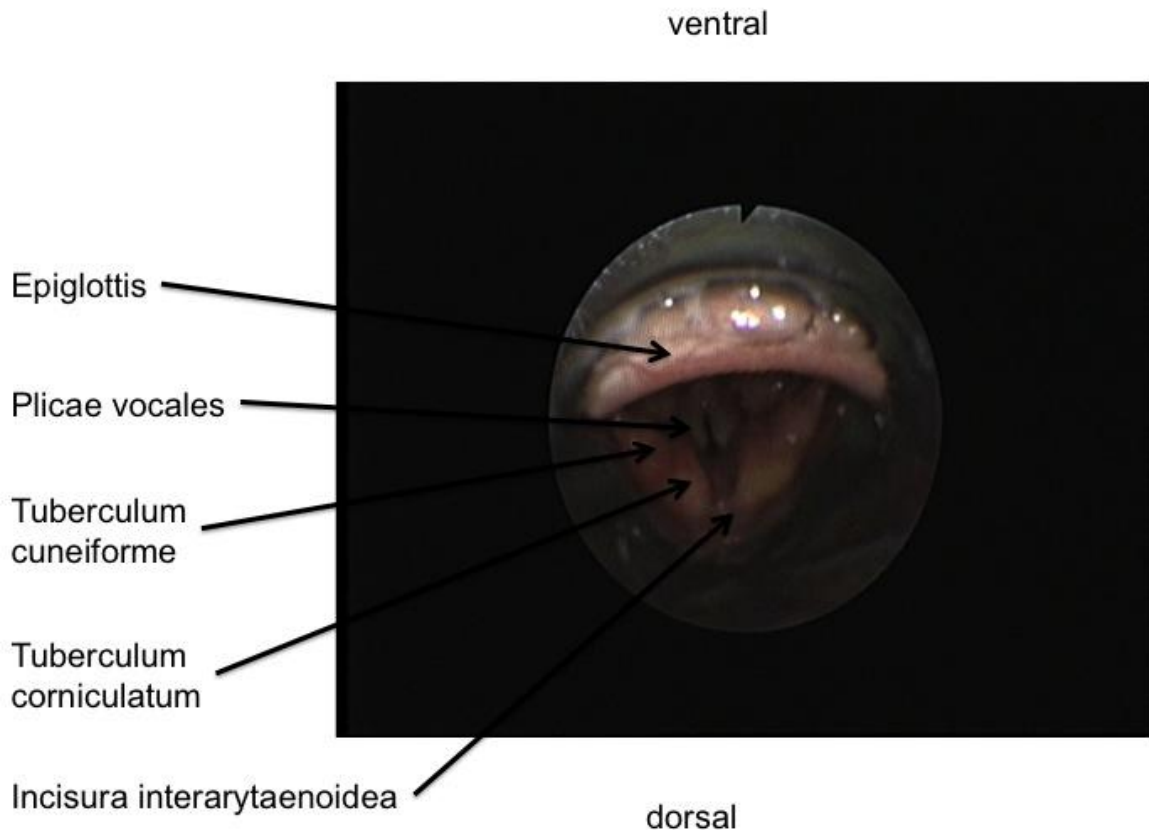 ventral
Epiglottis
Plicae vocales
Tuberculum
cuneiforme
Tuberculum
corniculatum
Incisura interarytaenoidea
dorsal